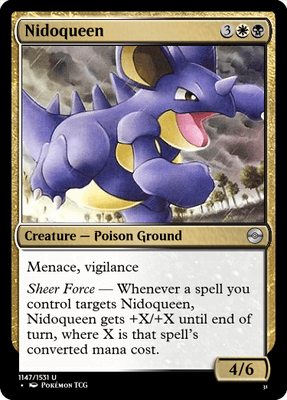 Nidoqueen 3
Creature — Poison Ground
Menace, vigilance
Sheer Force — Whenever a spell you
control targets Nidoqueen,
Nidoqueen gets +X/+X until end of
turn, where X is that spell's
converted mana cost.
4/6
1147/1531 U
• Pokémon TCG